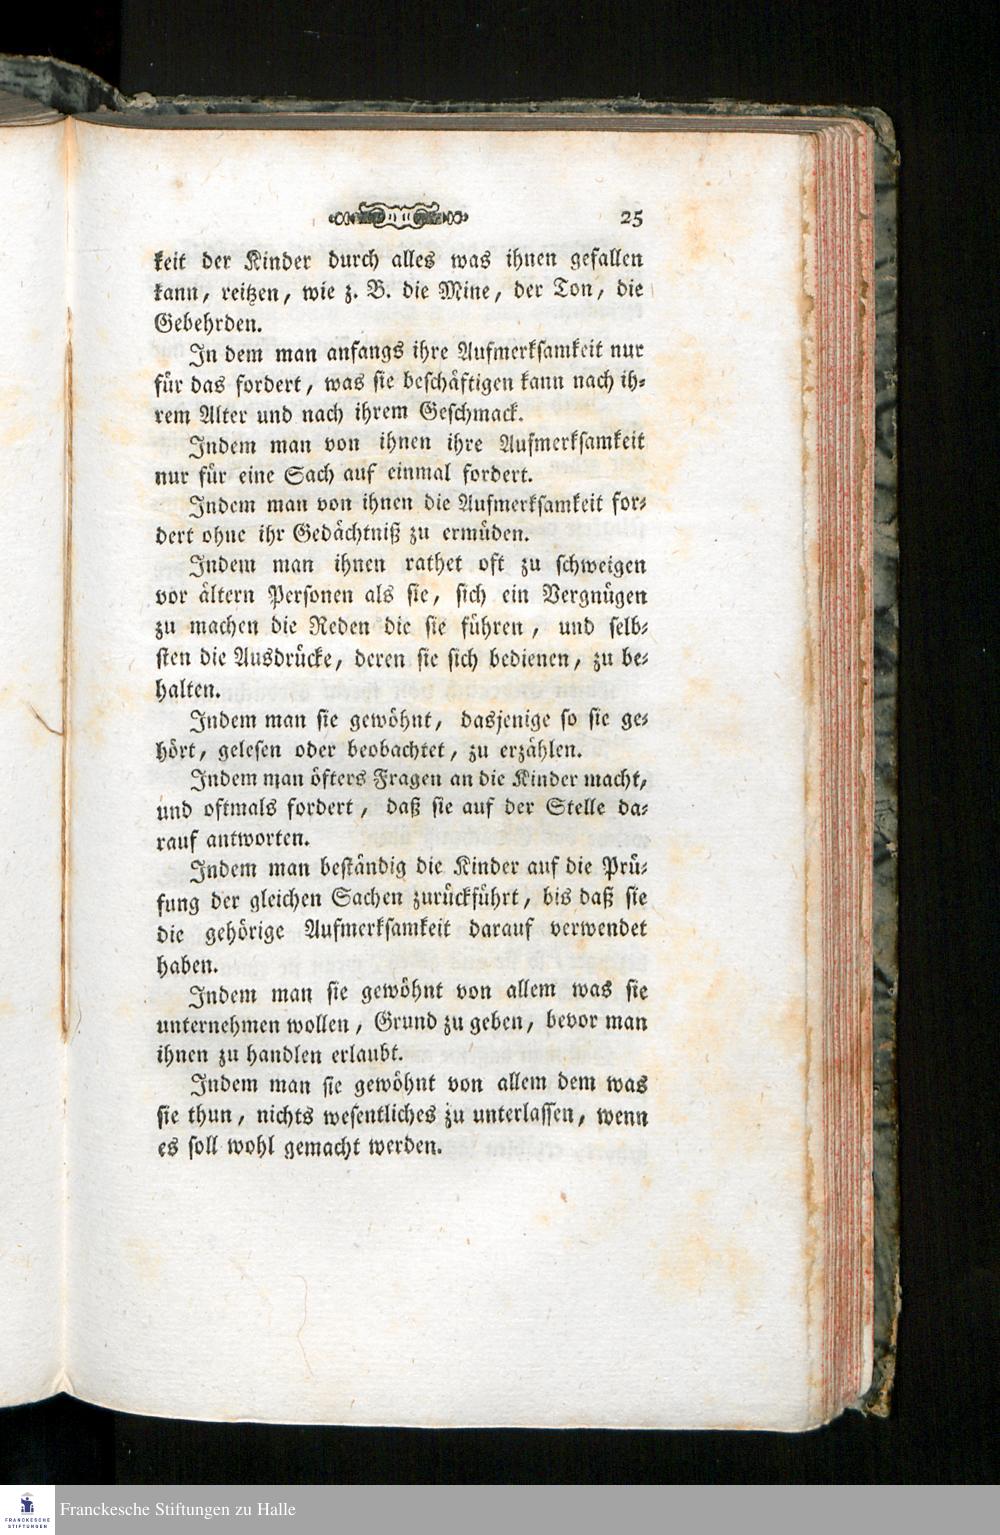 25
keit der Kinder durch alles was ihnen gefallen
kann, reitzen, wie z. B. die Mine, der Ton, die
Gebehrden.
In dem man anfangs ihre Aufmerksamkeit nur
für das fordert, was sie beschäftigen kann nach ih⸗
rem Alter und nach ihrem Geschmack.
Indem man von ihnen ihre Aufmerksamkeit
nur für eine Sach auf einmal fordert.
Indem man von ihnen die Aufmerksamkeit for⸗
dert ohne ihr Gedächtniß zu ermüden.
Indem man ihnen rathet oft zu schweigen
vor ältern Personen als sie, sich ein Vergnügen
zu machen die Reden die sie führen, und selb⸗
sten die Ausdrücke, deren sie sich bedienen, zu be⸗
halten.
Indem man sie gewöhnt, dasjenige so sie ge⸗
hört, gelesen oder beobachtet, zu erzählen.
Indem man öfters Fragen an die Kinder macht,
und oftmals fordert, daß sie auf der Stelle da⸗
rauf antworten.
Indem man beständig die Kinder auf die Prü⸗
fung der gleichen Sachen zurückführt, bis daß sie
die gehörige Aufmerksamkeit darauf verwendet
haben.
Indem man sie gewöhnt von allem was sie
unternehmen wollen, Grund zu geben, bevor man
ihnen zu handlen erlaubt.
Indem man sie gewöhnt von allem dem was
sie thun, nichts wesentliches zu unterlassen, wenn
es soll wohl gemacht werden.
FRANCKESCHE
STIFTUNGEN
Franckesche Stiftungen zu Halle